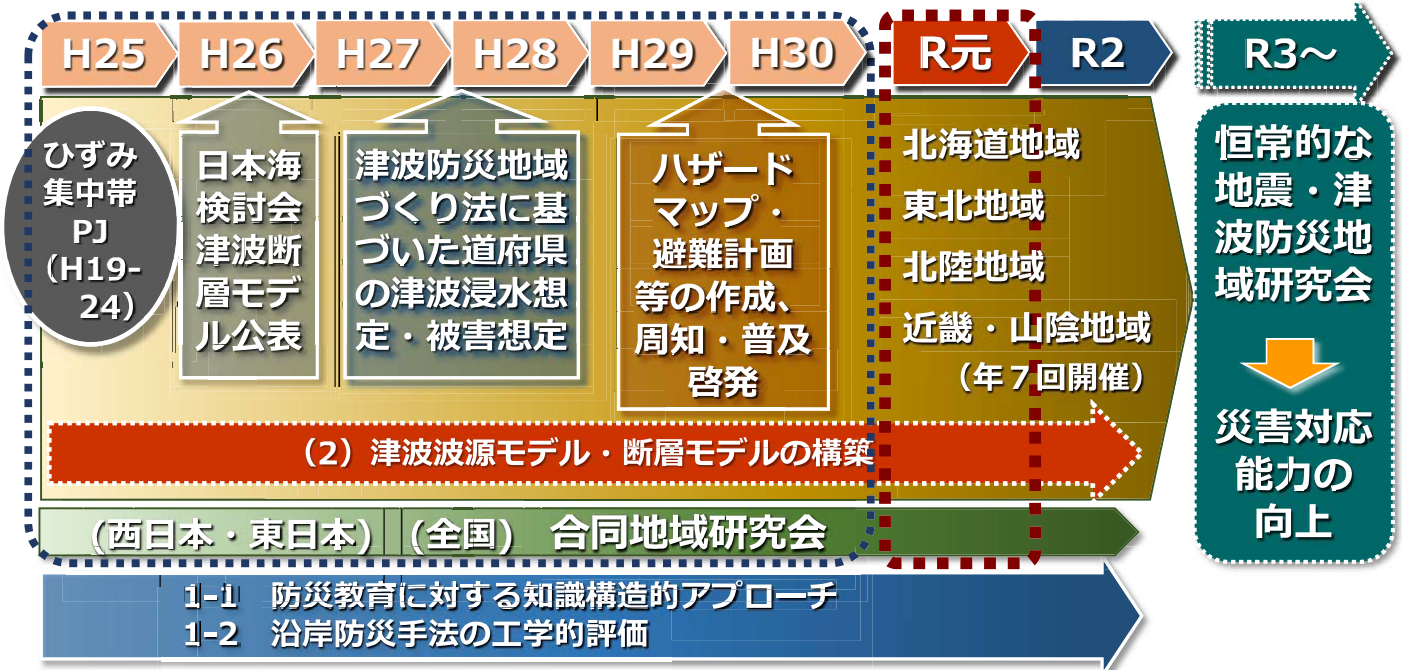 H25 H26 H27 H28 H29 H30 R元 R2 R3～
ひずみ
集中帯
PJ
（H19-
24）
日本海
検討会
津波断
層モデ
ル公表
津波防災地域
づくり法に基
づいた道府県
の津波浸水想
定・被害想定
ハザード
マップ・
避難計画
等の作成、
周知・普及
啓発
北海道地域
東北地域
北陸地域
近畿・山陰地域
（年７回開催）
恒常的な
地震・津
波防災地
域研究会
災害対応
能力の
向上
（2）津波波源モデル・断層モデルの構築
(西日本・東日本) (全国) 合同地域研究会
1-1 防災教育に対する知識構造的アプローチ
1-2 沿岸防災手法の工学的評価